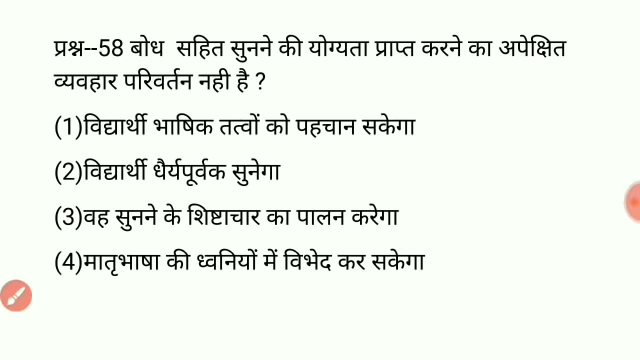 प्रश्न--58 बोध सहित सुनने की योग्यता प्राप्त करने का अपेक्षित
व्यवहार परिवर्तन नही है ?
(1)विद्यार्थी भाषिक तत्वों को पहचान सकेगा
(2)विद्यार्थी धैर्यपूर्वक सुनेगा
(3)वह सुनने के शिष्टाचार का पालन करेगा
(4)मातृभाषा की ध्वनियों में विभेद कर सकेगा